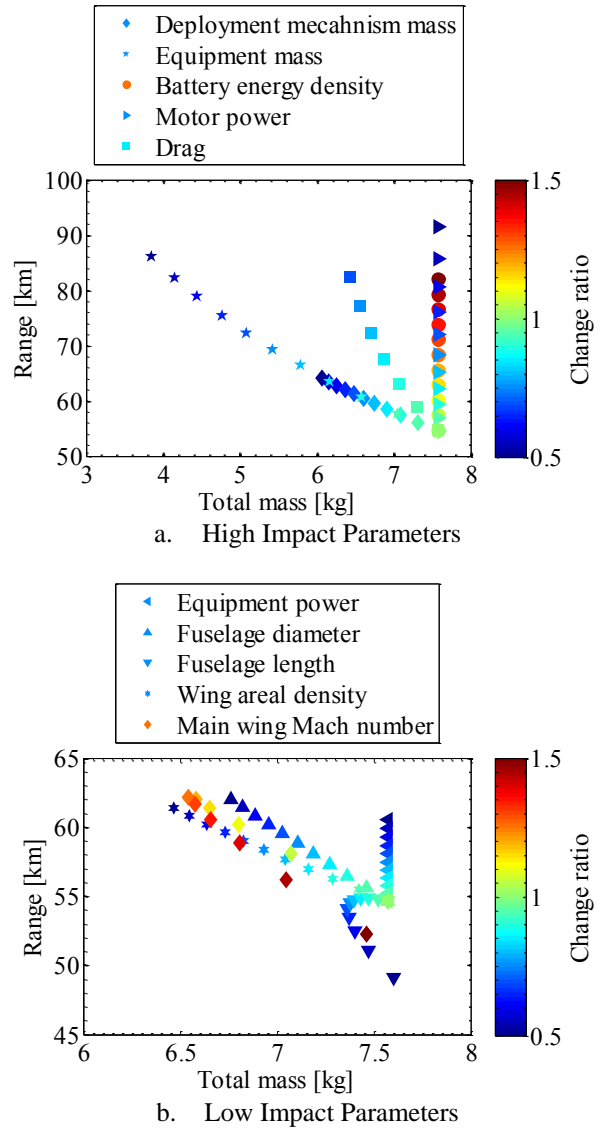 Deployment mecahnism mass
Equipment mass
Battery energy density
Motor power
Drag
100
90
80
70
60
50
Range [km]
3 4 5 6 7 8
Total mass [kg]
1.5
1
0.5
Change ratio
a. High Impact Parameters
Equipment power
Fuselage diameter
Fuselage length
Wing areal density
Main wing Mach number
65
60
55
50
45
Range [km]
6 6.5 7 7.5 8
Total mass [kg]
1.5
1
0.5
Change ratio
b. Low Impact Parameters